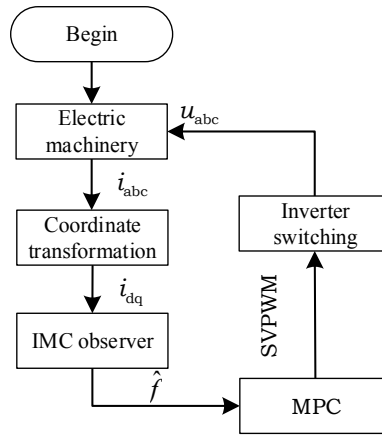 Begin
Electric
machinery
u_abc
i_abc
Coordinate
transformation
Inverter
switching
i_dq
SVPWM
IMC observer
f̂
MPC